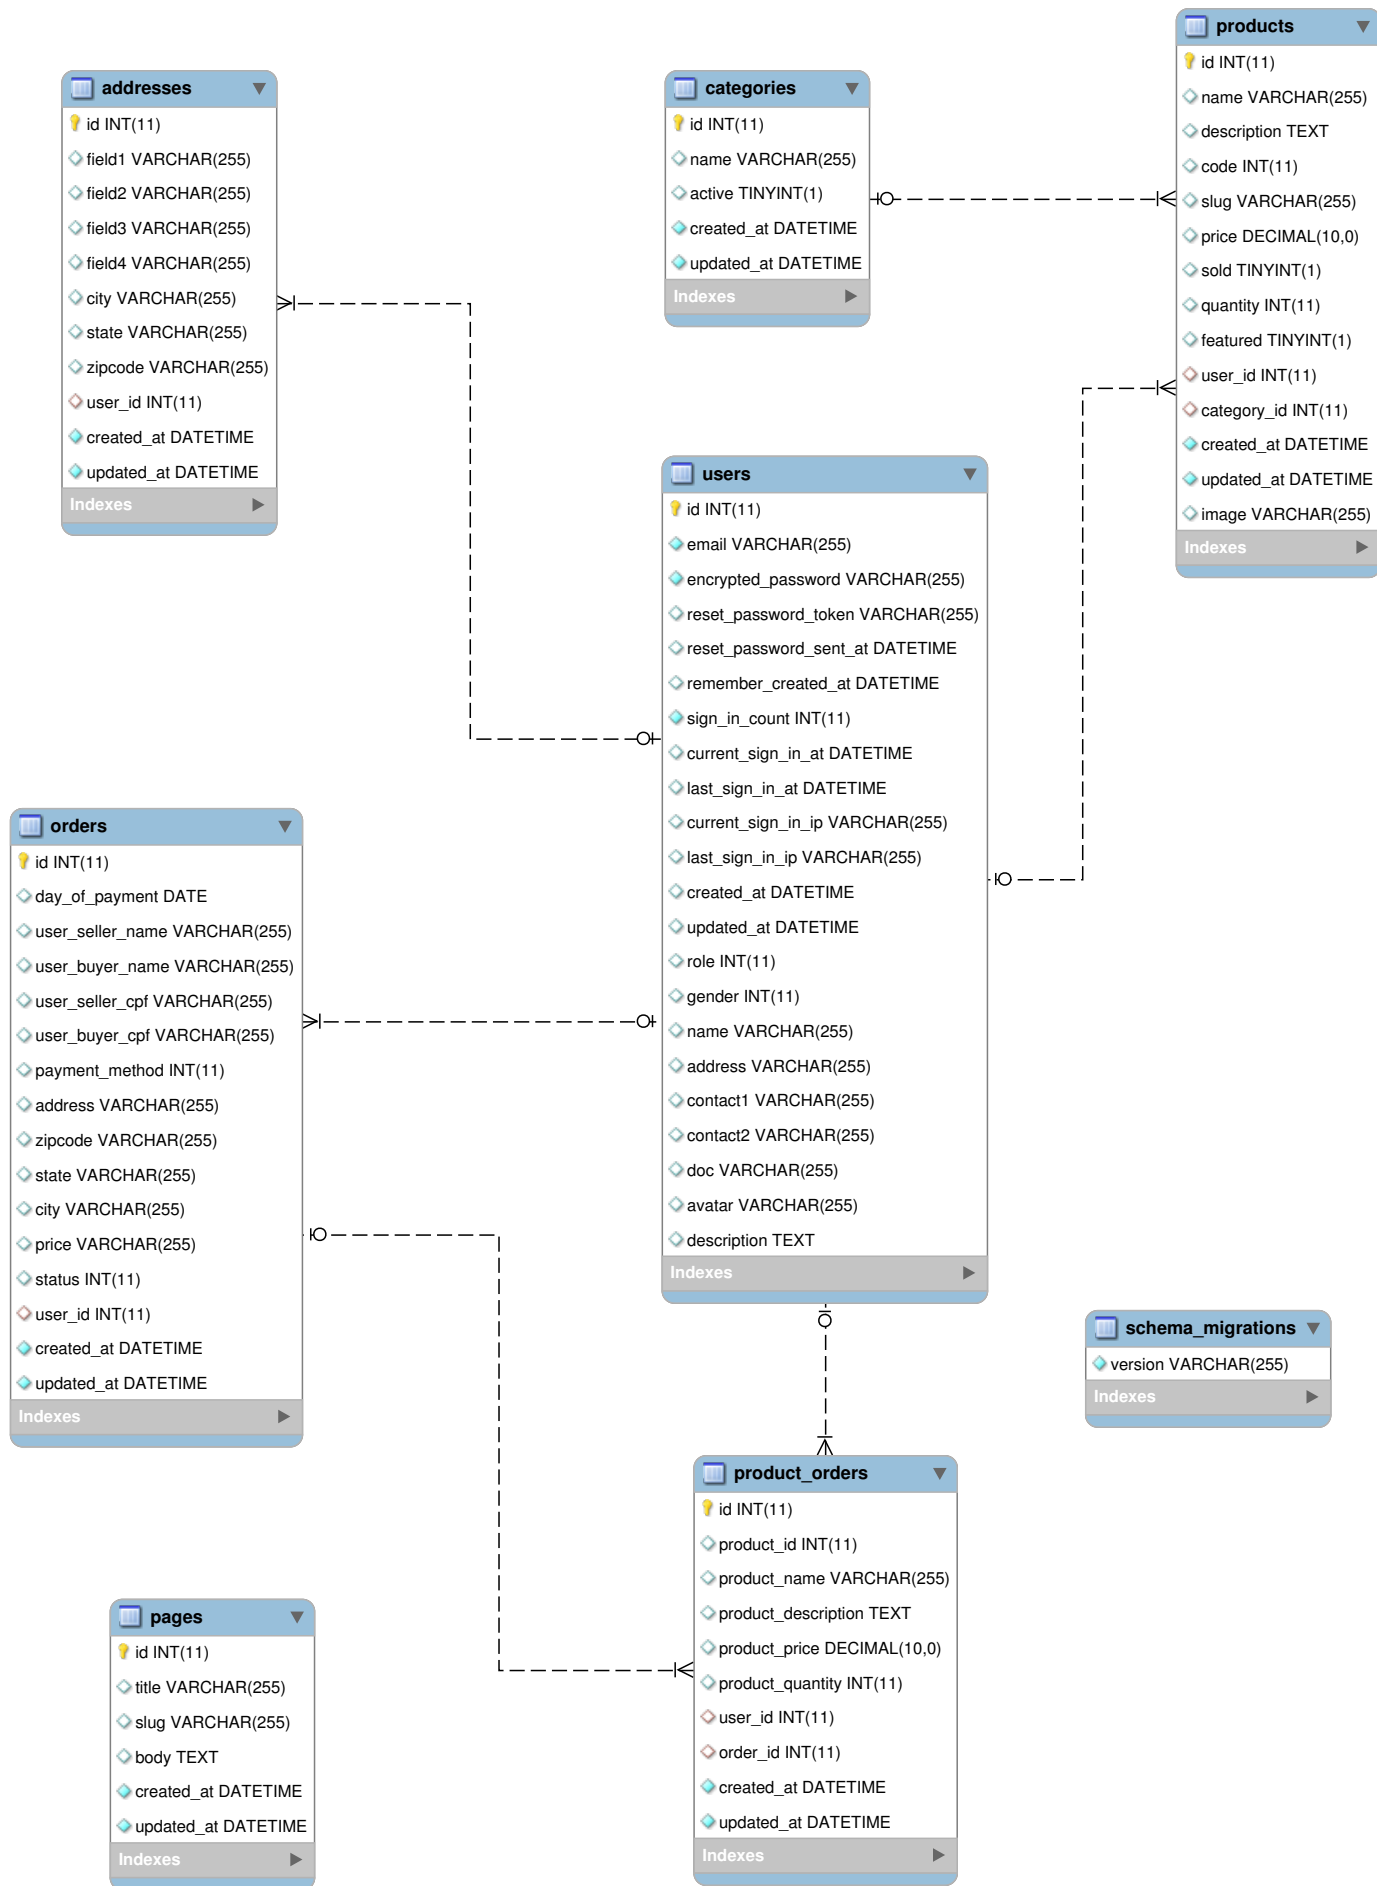 products
id INT(11)
name VARCHAR(255)
description TEXT
code INT(11)
slug VARCHAR(255)
price DECIMAL(10,0)
sold TINYINT(1)
quantity INT(11)
featured TINYINT(1)
user_id INT(11)
category_id INT(11)
created_at DATETIME
updated_at DATETIME
image VARCHAR(255)
Indexes
addresses
id INT(11)
field1 VARCHAR(255)
field2 VARCHAR(255)
field3 VARCHAR(255)
field4 VARCHAR(255)
city VARCHAR(255)
state VARCHAR(255)
zipcode VARCHAR(255)
user_id INT(11)
created_at DATETIME
updated_at DATETIME
Indexes
categories
id INT(11)
name VARCHAR(255)
active TINYINT(1)
created_at DATETIME
updated_at DATETIME
Indexes
users
id INT(11)
email VARCHAR(255)
encrypted_password VARCHAR(255)
reset_password_token VARCHAR(255)
reset_password_sent_at DATETIME
remember_created_at DATETIME
sign_in_count INT(11)
current_sign_in_at DATETIME
last_sign_in_at DATETIME
current_sign_in_ip VARCHAR(255)
last_sign_in_ip VARCHAR(255)
created_at DATETIME
updated_at DATETIME
role INT(11)
gender INT(11)
name VARCHAR(255)
address VARCHAR(255)
contact1 VARCHAR(255)
contact2 VARCHAR(255)
doc VARCHAR(255)
avatar VARCHAR(255)
description TEXT
Indexes
orders
id INT(11)
day_of_payment DATE
user_seller_name VARCHAR(255)
user_buyer_name VARCHAR(255)
user_seller_cpf VARCHAR(255)
user_buyer_cpf VARCHAR(255)
payment_method INT(11)
address VARCHAR(255)
zipcode VARCHAR(255)
state VARCHAR(255)
city VARCHAR(255)
price VARCHAR(255)
status INT(11)
user_id INT(11)
created_at DATETIME
updated_at DATETIME
Indexes
schema_migrations
version VARCHAR(255)
Indexes
product_orders
id INT(11)
product_id INT(11)
product_name VARCHAR(255)
product_description TEXT
product_price DECIMAL(10,0)
product_quantity INT(11)
user_id INT(11)
order_id INT(11)
created_at DATETIME
updated_at DATETIME
Indexes
pages
id INT(11)
title VARCHAR(255)
slug VARCHAR(255)
body TEXT
created_at DATETIME
updated_at DATETIME
Indexes